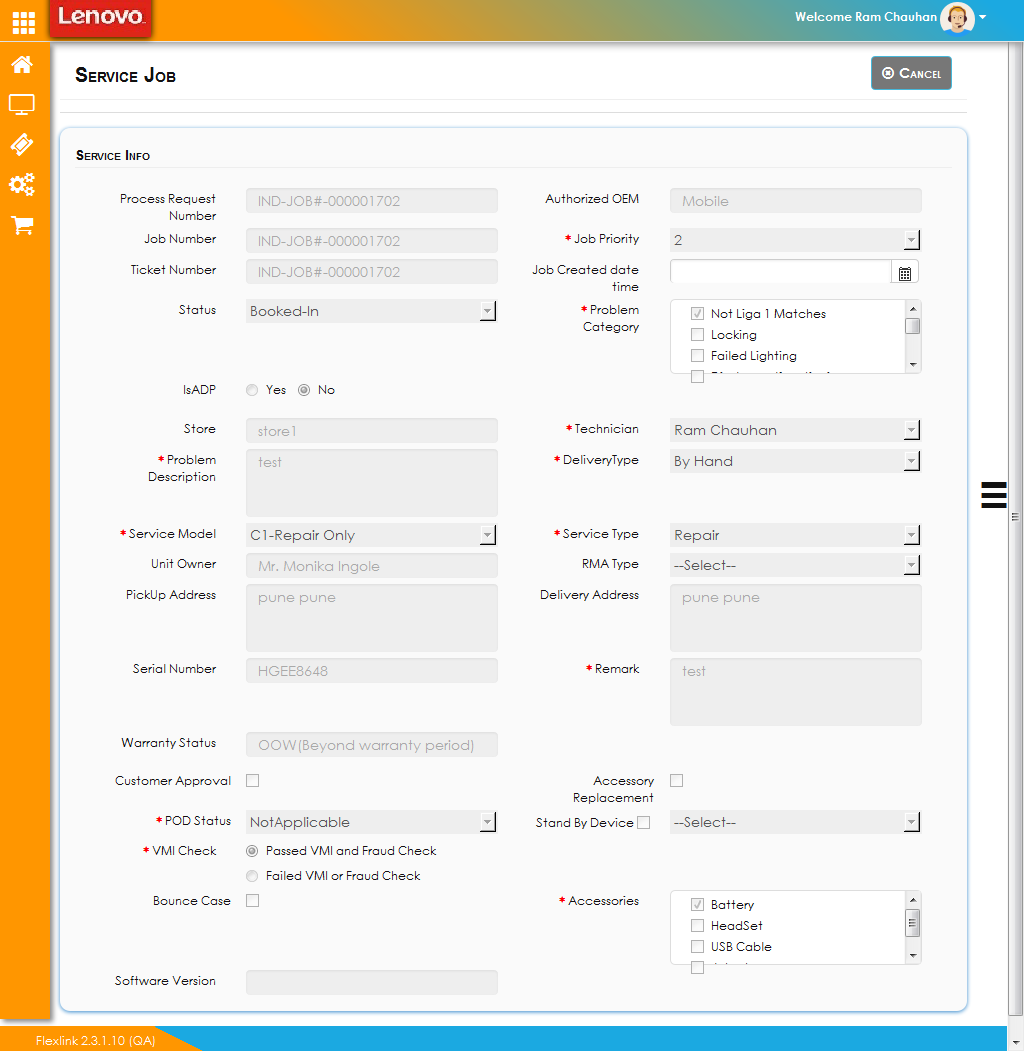 Lenovo
Welcome Ram Chauhan
Service Job
Cancel
Service Info
Process Request Number
IND-JOB#-000001702
Authorized OEM
Mobile
Job Number
IND-JOB#-000001702
* Job Priority
2
Ticket Number
IND-JOB#-000001702
Job Created date time
Status
Booked-In
* Problem Category
Not Liga 1 Matches
Locking
Failed Lighting
IsADP
Yes
No
Store
store1
* Technician
Ram Chauhan
* Problem Description
test
* DeliveryType
By Hand
* Service Model
C1-Repair Only
* Service Type
Repair
Unit Owner
Mr. Monika Ingole
RMA Type
--Select--
PickUp Address
pune pune
Delivery Address
pune pune
Serial Number
HGEE8648
* Remark
test
Warranty Status
OOW(Beyond warranty period)
Customer Approval
Accessory Replacement
* POD Status
NotApplicable
Stand By Device
--Select--
* VMI Check
Passed VMI and Fraud Check
Failed VMI or Fraud Check
Bounce Case
* Accessories
Battery
HeadSet
USB Cable
Software Version
Flexlink 2.3.1.10 (QA)